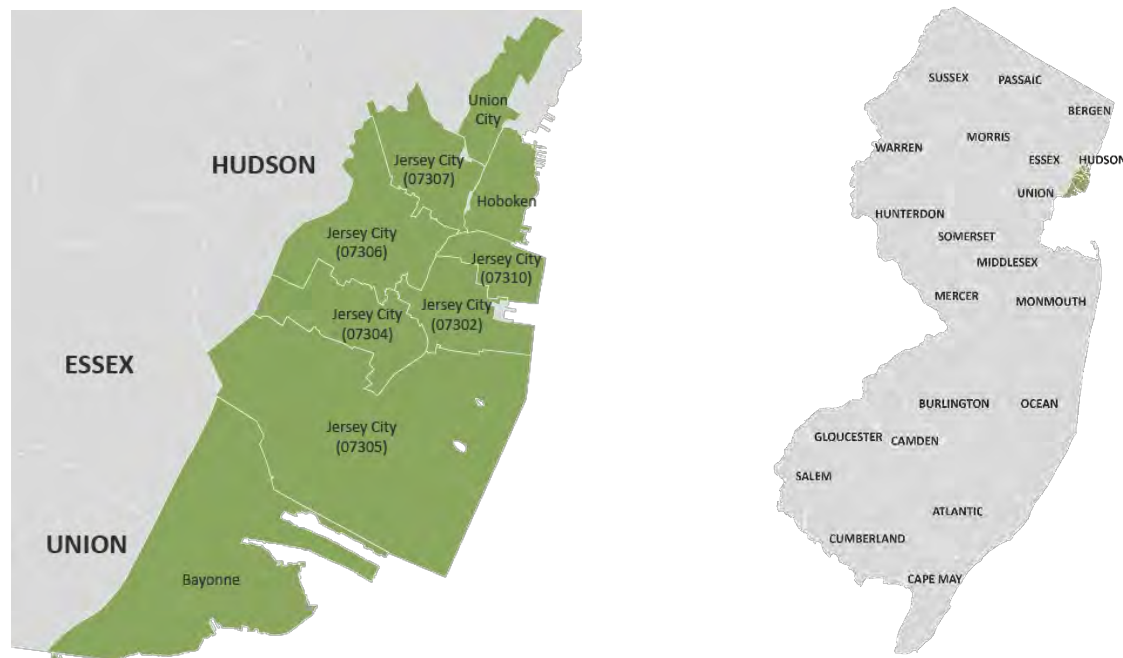 Union
City
HUDSON
Jersey City
(07307)
Hoboken
Jersey City
(07306)
Jersey City
(07310)
Jersey City
(07302)
Jersey City
(07304)
ESSEX
Jersey City
(07305)
UNION
Bayonne
SUSSEX
PASSAIC
BERGEN
MORRIS
WARREN
ESSEX
HUDSON
UNION
HUNTERDON
SOMERSET
MIDDLESEX
MERCER
MONMOUTH
BURLINGTON
OCEAN
GLOUCESTER
CAMDEN
SALEM
ATLANTIC
CUMBERLAND
CAPE MAY